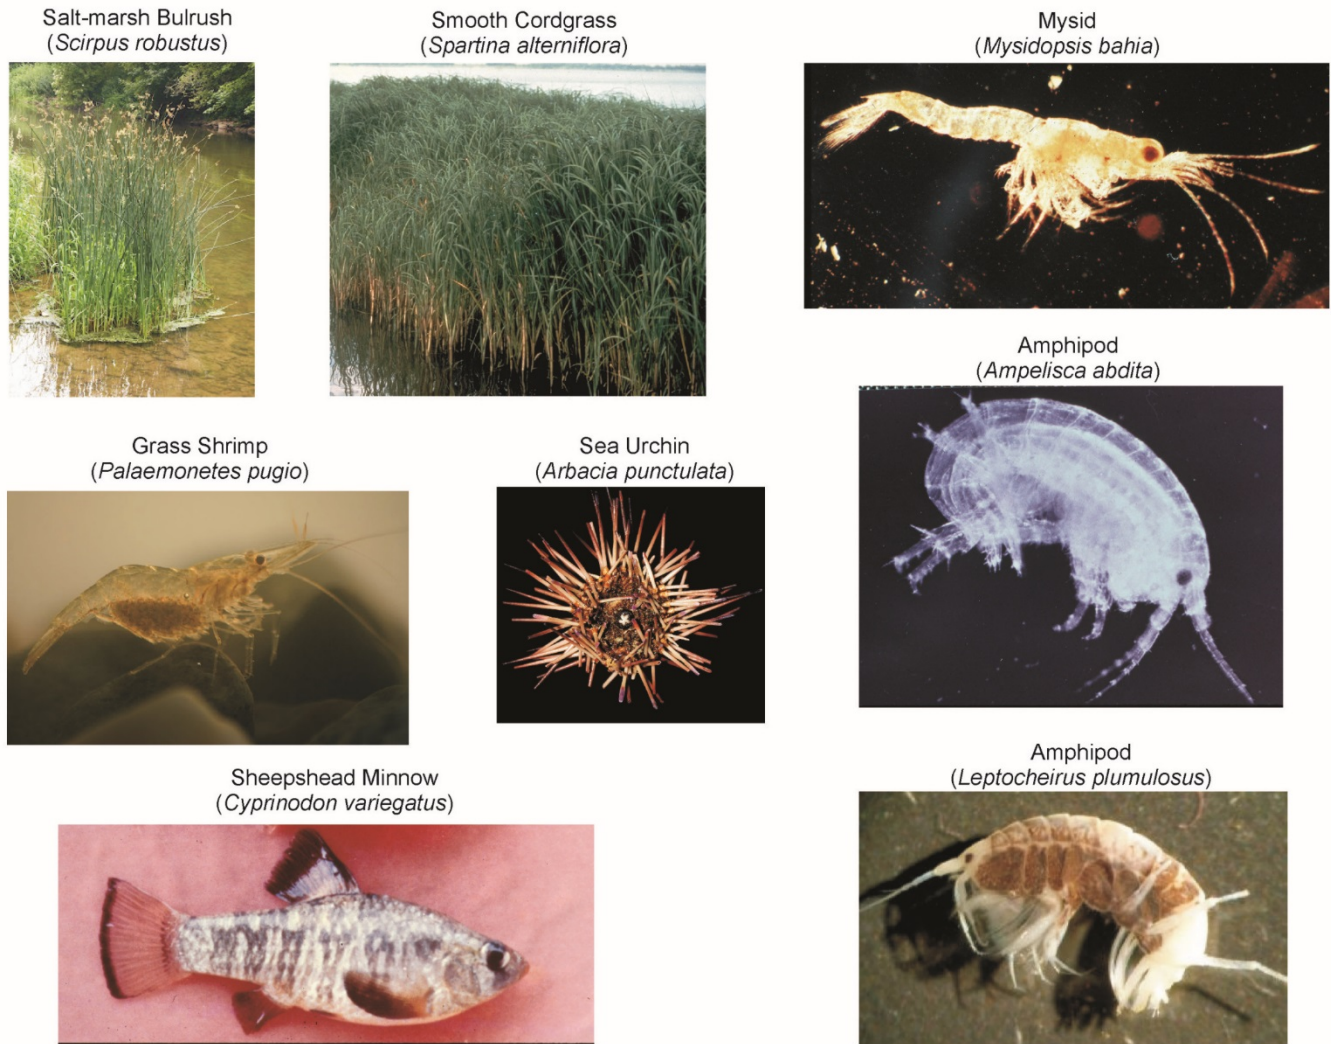 Salt-marsh Bulrush
(Scirpus robustus)
Smooth Cordgrass
(Spartina alterniflora)
Mysid
(Mysidopsis bahia)
Amphipod
(Ampelisca abdita)
Grass Shrimp
(Palaemonetes pugio)
Sea Urchin
(Arbacia punctulata)
Sheepshead Minnow
(Cyprinodon variegatus)
Amphipod
(Leptocheirus plumulosus)